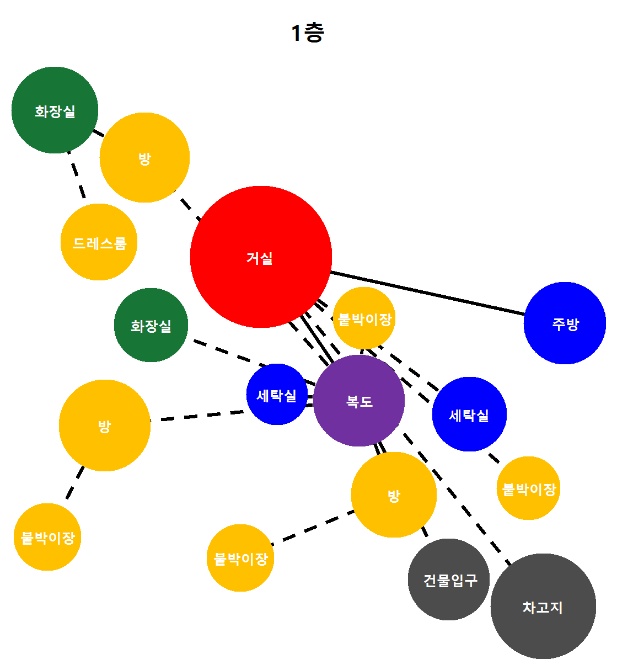 1층
화장실
방
드레스룸
거실
붙박이장
주방
화장실
세탁실
복도
세탁실
방
붙박이장
방
붙박이장
붙박이장
건물입구
차고지